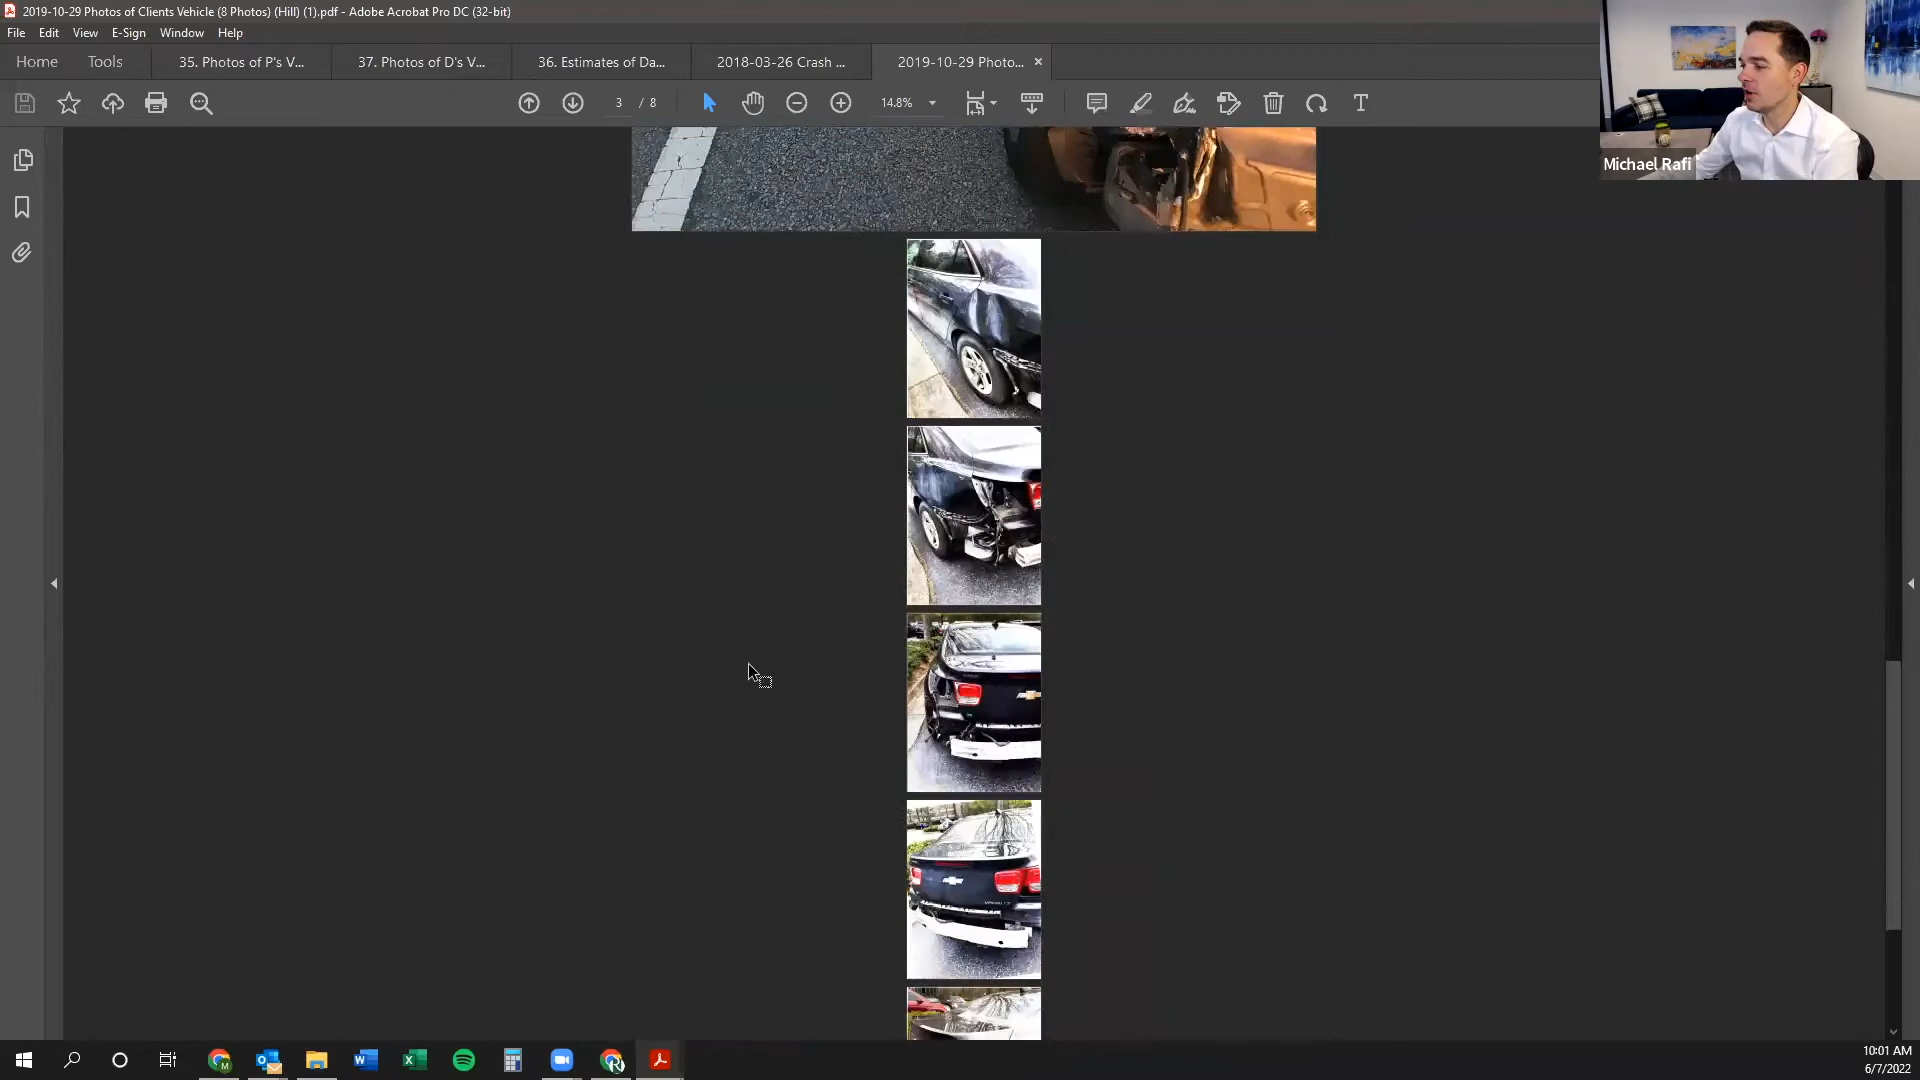 2019-10-29 Photos of Clients Vehicle (8 Photos) (Hill) (1).pdf - Adobe Acrobat Pro DC (32-bit)
File Edit View E-Sign Window Help
Home Tools 35. Photos of P's V... 37. Photos of D's V... 36. Estimates of Da... 2018-03-26 Crash ... 2019-10-29 Photo...
3 / 8 14.8%
Michael Rafi
10:01 AM
6/7/2022